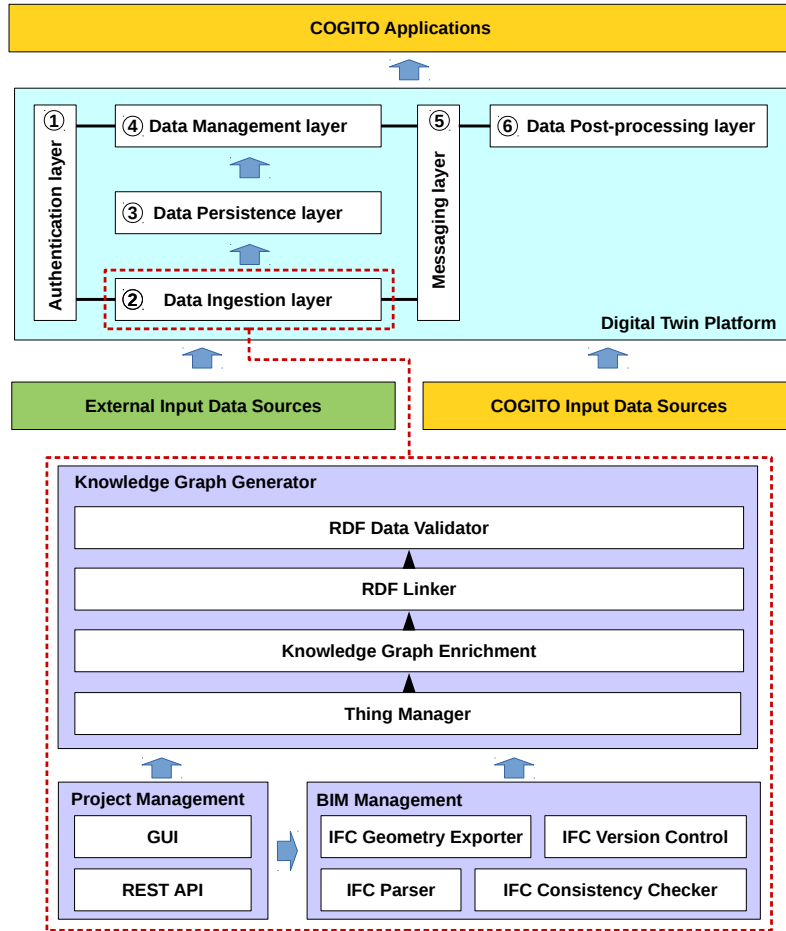 COGITO Applications
① Authentication layer
④ Data Management layer
⑤ Messaging layer
⑥ Data Post-processing layer
③ Data Persistence layer
② Data Ingestion layer
Digital Twin Platform
External Input Data Sources
COGITO Input Data Sources
Knowledge Graph Generator
RDF Data Validator
RDF Linker
Knowledge Graph Enrichment
Thing Manager
Project Management
GUI
REST API
BIM Management
IFC Geometry Exporter
IFC Version Control
IFC Parser
IFC Consistency Checker